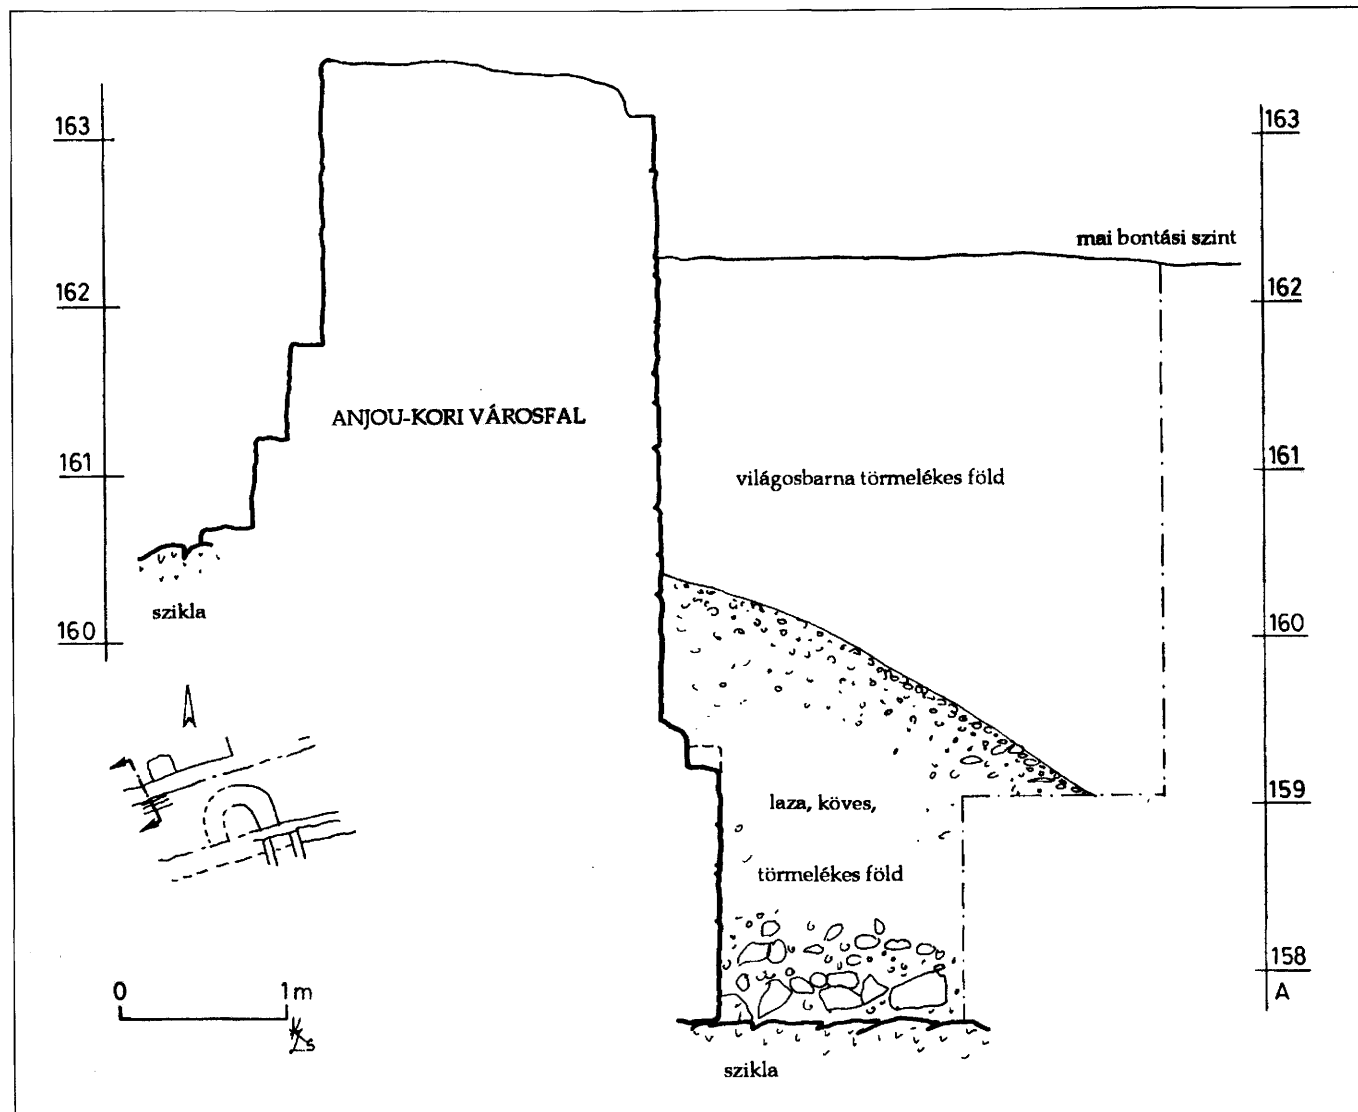 163
162
161
160
163
162
161
160
159
158
A
mai bontási szint
ANJOU-KORI VÁROSFAL
világosbarna törmelékes föld
szikla
laza, köves,
törmelékes föld
szikla
0 1 m